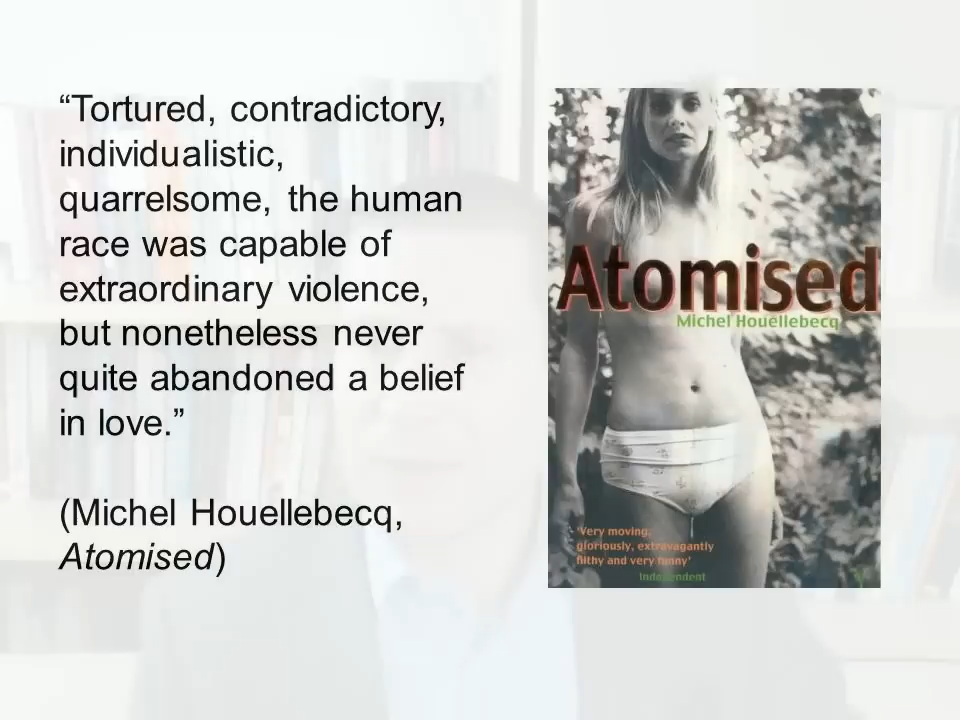 “Tortured, contradictory,
individualistic,
quarrelsome, the human
race was capable of
extraordinary violence,
but nonetheless never
quite abandoned a belief
in love.”
(Michel Houellebecq,
Atomised)
Atomised
Michel Houellebecq
‘Very moving,
gloriously, extravagantly
filthy and very funny’
Independent